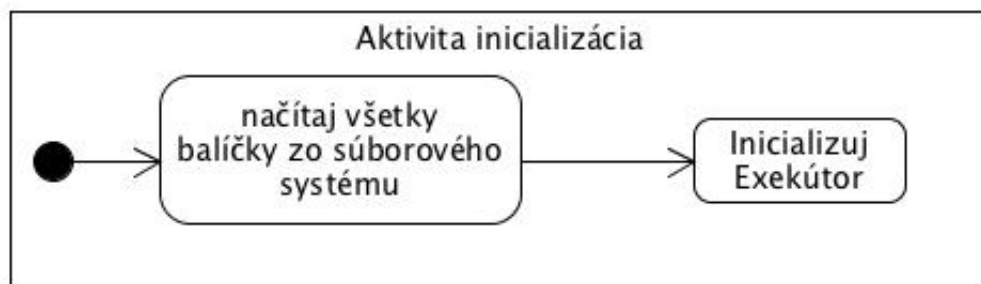 Aktivita inicializácia
načítaj všetky
balíčky zo súborového
systému
Inicializuj
Exekútor